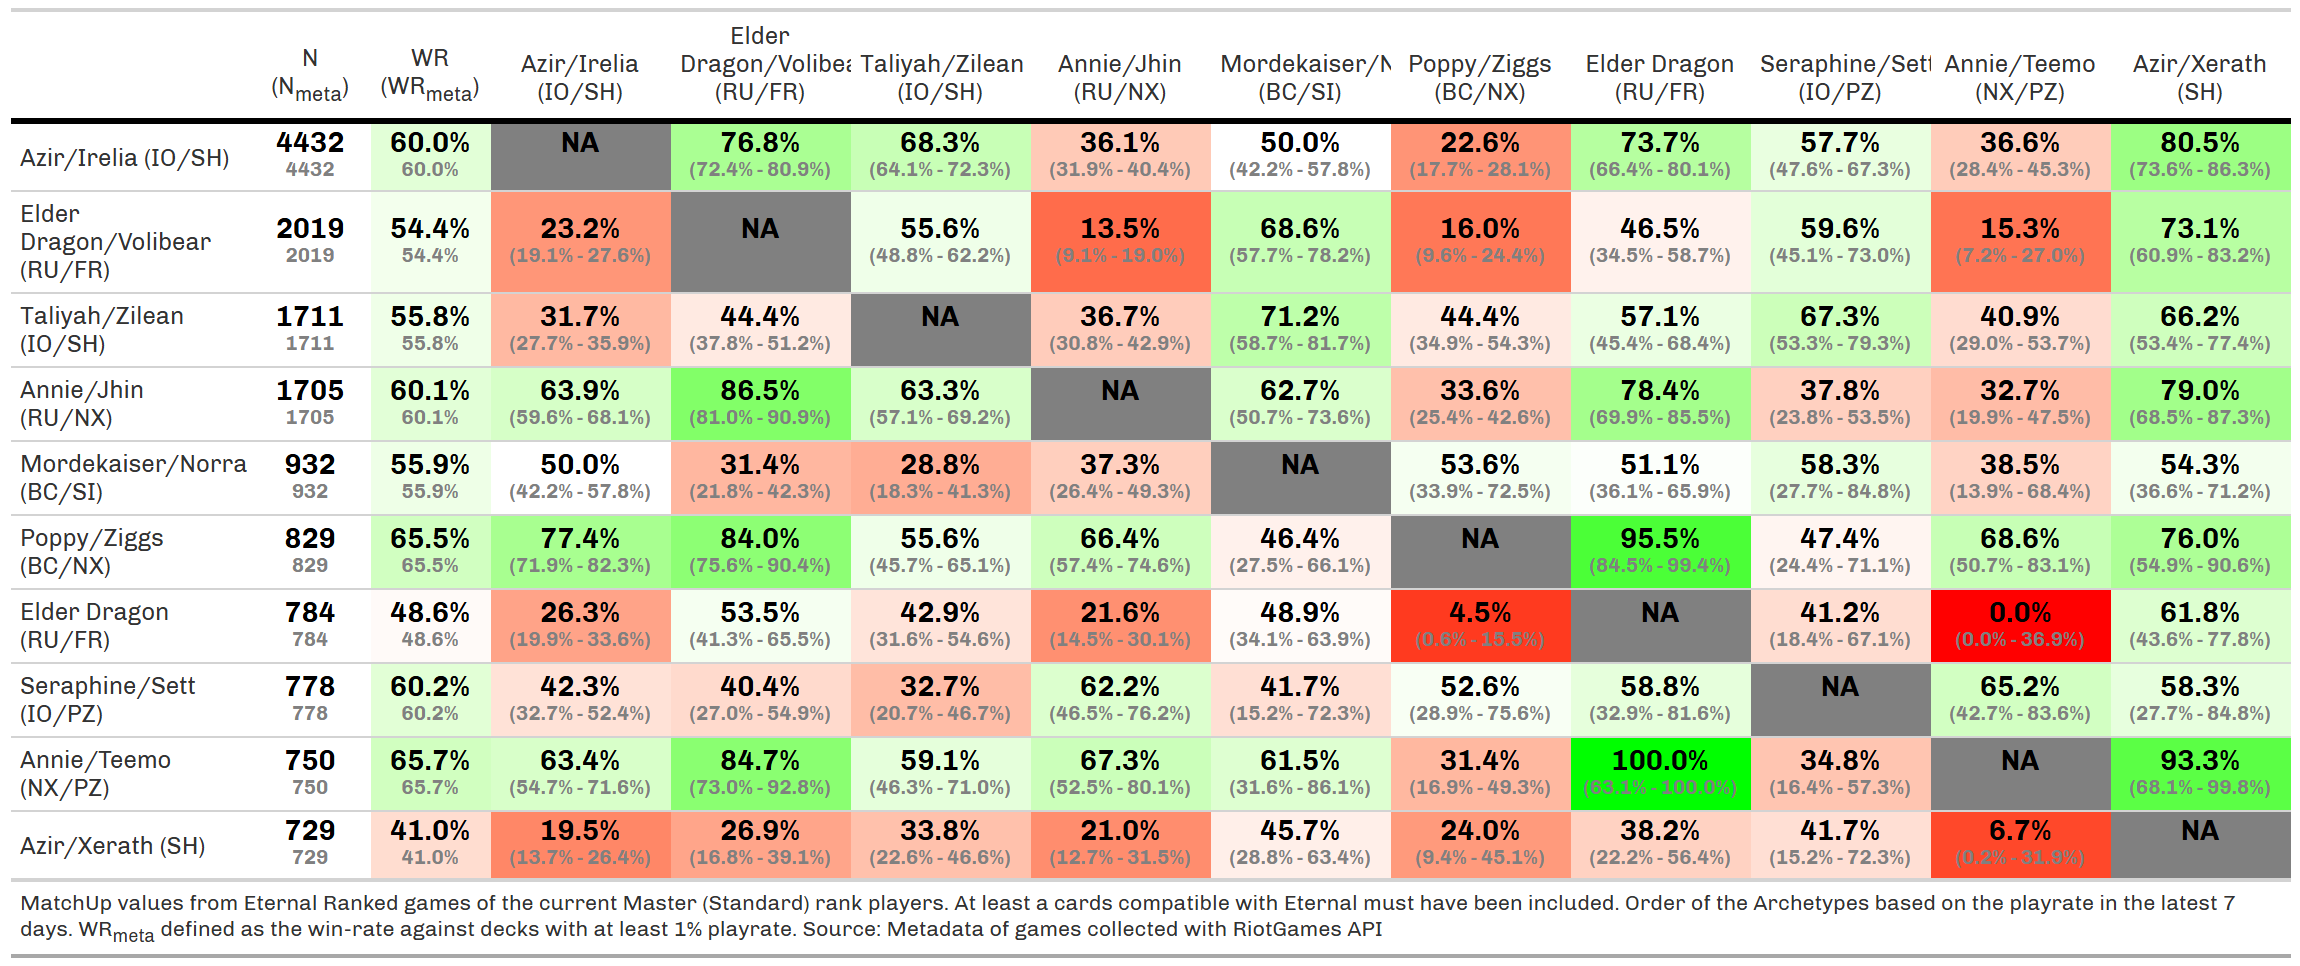 N WR Azir/Irelia Elder Dragon/Volibea Taliyah/Zilean Annie/Jhin Mordekaiser/N Poppy/Ziggs Elder Dragon Seraphine/Sett Annie/Teemo Azir/Xerath
(Nmeta) (WRmeta) (IO/SH) (RU/FR) (IO/SH) (RU/NX) (BC/SI) (BC/NX) (RU/FR) (IO/PZ) (NX/PZ) (SH)
Azir/Irelia (IO/SH) 4432 60.0% NA 76.8% 68.3% 36.1% 50.0% 22.6% 73.7% 57.7% 36.6% 80.5%
4432 60.0% (72.4% - 80.9%) (64.1% - 72.3%) (31.9% - 40.4%) (42.2% - 57.8%) (17.7% - 28.1%) (66.4% - 80.1%) (47.6% - 67.3%) (28.4% - 45.3%) (73.6% - 86.3%)
Elder
Dragon/Volibear 2019 54.4% 23.2% NA 55.6% 13.5% 68.6% 16.0% 46.5% 59.6% 15.3% 73.1%
(RU/FR) 2019 54.4% (19.1% - 27.6%) (48.8% - 62.2%) (9.1% - 19.0%) (57.7% - 78.2%) (9.6% - 24.4%) (34.5% - 58.7%) (45.1% - 73.0%) (7.2% - 27.0%) (60.9% - 83.2%)
Taliyah/Zilean 1711 55.8% 31.7% 44.4% NA 36.7% 71.2% 44.4% 57.1% 67.3% 40.9% 66.2%
(IO/SH) 1711 55.8% (27.7% - 35.9%) (37.8% - 51.2%) (30.8% - 42.9%) (58.7% - 81.7%) (34.9% - 54.3%) (45.4% - 68.4%) (53.3% - 79.3%) (29.0% - 53.7%) (53.4% - 77.4%)
Annie/Jhin 1705 60.1% 63.9% 86.5% 63.3% NA 62.7% 33.6% 78.4% 37.8% 32.7% 79.0%
(RU/NX) 1705 60.1% (59.6% - 68.1%) (81.0% - 90.9%) (57.1% - 69.2%) (50.7% - 73.6%) (25.4% - 42.6%) (69.9% - 85.5%) (23.8% - 53.5%) (19.9% - 47.5%) (68.5% - 87.3%)
Mordekaiser/Norra 932 55.9% 50.0% 31.4% 28.8% 37.3% NA 53.6% 51.1% 58.3% 38.5% 54.3%
(BC/SI) 932 55.9% (42.2% - 57.8%) (21.8% - 42.3%) (18.3% - 41.3%) (26.4% - 49.3%) (33.9% - 72.5%) (36.1% - 65.9%) (27.7% - 84.8%) (13.9% - 68.4%) (36.6% - 71.2%)
Poppy/Ziggs 829 65.5% 77.4% 84.0% 55.6% 66.4% 46.4% NA 95.5% 47.4% 68.6% 76.0%
(BC/NX) 829 65.5% (71.9% - 82.3%) (75.6% - 90.4%) (45.7% - 65.1%) (57.4% - 74.6%) (27.5% - 66.1%) (84.5% - 99.4%) (24.4% - 71.1%) (50.7% - 83.1%) (54.9% - 90.6%)
Elder Dragon 784 48.6% 26.3% 53.5% 42.9% 21.6% 48.9% 4.5% NA 41.2% 0.0% 61.8%
(RU/FR) 784 48.6% (19.9% - 33.6%) (41.3% - 65.5%) (31.6% - 54.6%) (14.5% - 30.1%) (34.1% - 63.9%) (0.6% - 15.5%) (18.4% - 67.1%) (0.0% - 36.9%) (43.6% - 77.8%)
Seraphine/Sett 778 60.2% 42.3% 40.4% 32.7% 62.2% 41.7% 52.6% 58.8% NA 65.2% 58.3%
(IO/PZ) 778 60.2% (32.7% - 52.4%) (27.0% - 54.9%) (20.7% - 46.7%) (46.5% - 76.2%) (15.2% - 72.3%) (28.9% - 75.6%) (32.9% - 81.6%) (42.7% - 83.6%) (27.7% - 84.8%)
Annie/Teemo 750 65.7% 63.4% 84.7% 59.1% 67.3% 61.5% 31.4% 100.0% 34.8% NA 93.3%
(NX/PZ) 750 65.7% (54.7% - 71.6%) (73.0% - 92.8%) (46.3% - 71.0%) (52.5% - 80.1%) (31.6% - 86.1%) (16.9% - 49.3%) (63.1% - 100.0%) (16.4% - 57.3%) (68.1% - 99.8%)
Azir/Xerath (SH) 729 41.0% 19.5% 26.9% 33.8% 21.0% 45.7% 24.0% 38.2% 41.7% 6.7% NA
729 41.0% (13.7% - 26.4%) (16.8% - 39.1%) (22.6% - 46.6%) (12.7% - 31.5%) (28.8% - 63.4%) (9.4% - 45.1%) (22.2% - 56.4%) (15.2% - 72.3%) (0.2% - 31.9%)
MatchUp values from Eternal Ranked games of the current Master (Standard) rank players. At least a cards compatible with Eternal must have been included. Order of the Archetypes based on the playrate in the latest 7
days. WRmeta defined as the win-rate against decks with at least 1% playrate. Source: Metadata of games collected with RiotGames API